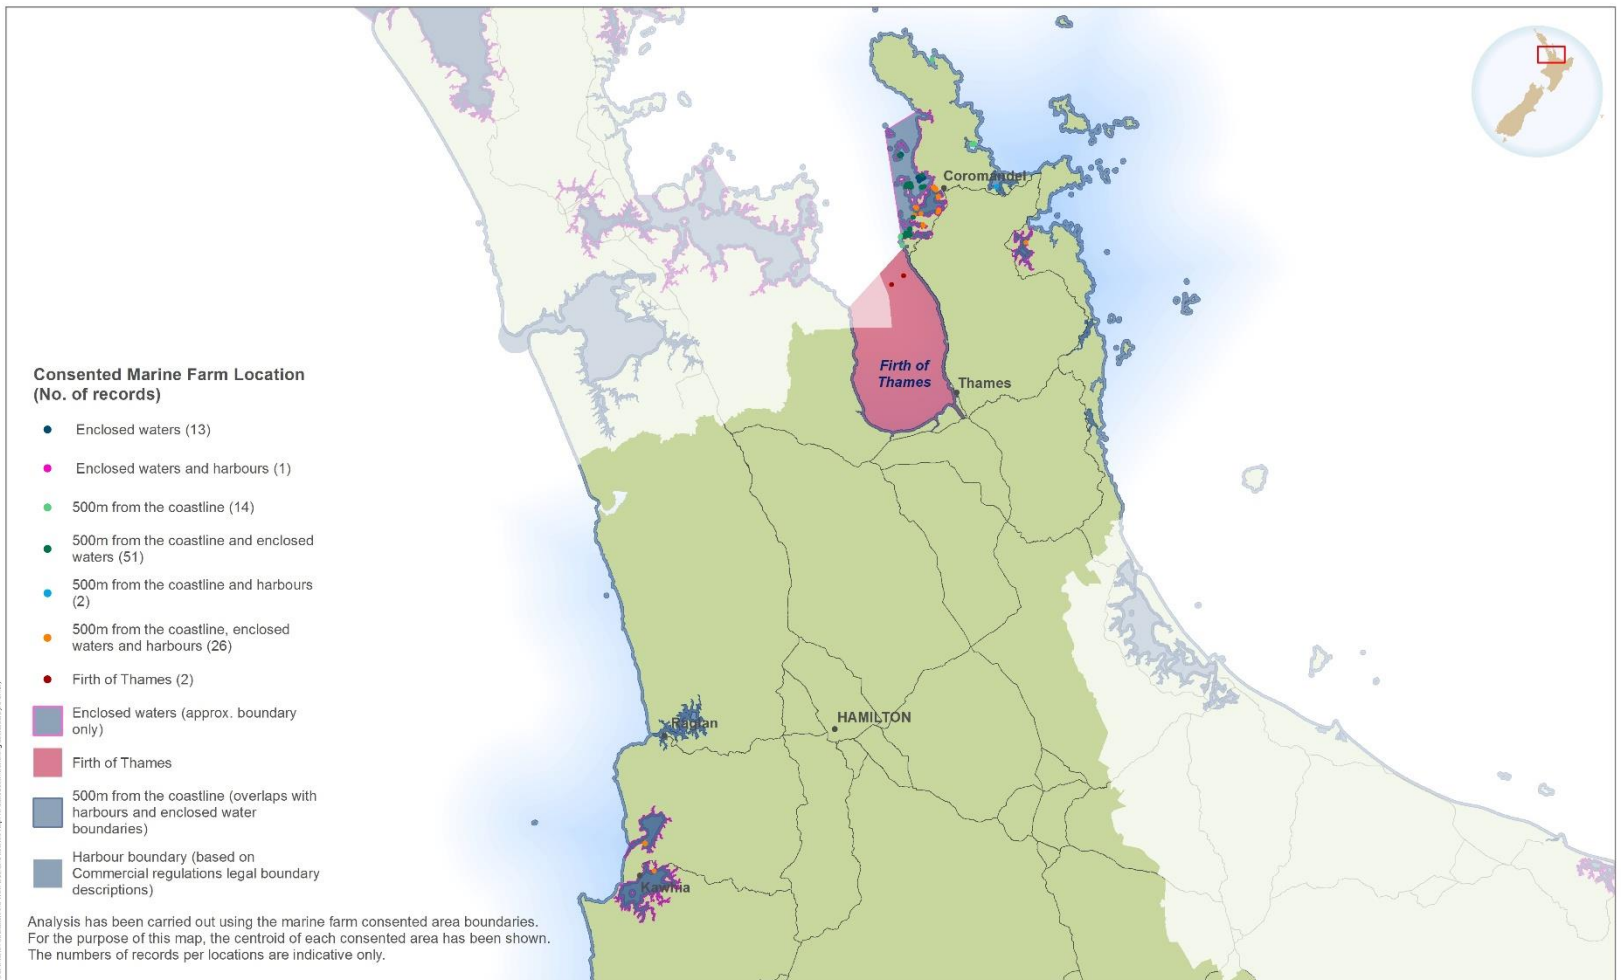 Coromandel
Firth of
Thames
Thames
Consented Marine Farm Location
(No. of records)
Enclosed waters (13)
Enclosed waters and harbours (1)
500m from the coastline (14)
500m from the coastline and enclosed
waters (51)
500m from the coastline and harbours
(2)
500m from the coastline, enclosed
waters and harbours (26)
Firth of Thames (2)
Enclosed waters (approx. boundary
only)
Firth of Thames
500m from the coastline (overlaps with
harbours and enclosed water
boundaries)
Harbour boundary (based on
Commercial regulations legal boundary
descriptions)
Raglan
HAMILTON
Kawhia
Analysis has been carried out using the marine farm consented area boundaries.
For the purpose of this map, the centroid of each consented area has been shown.
The numbers of records per locations are indicative only.